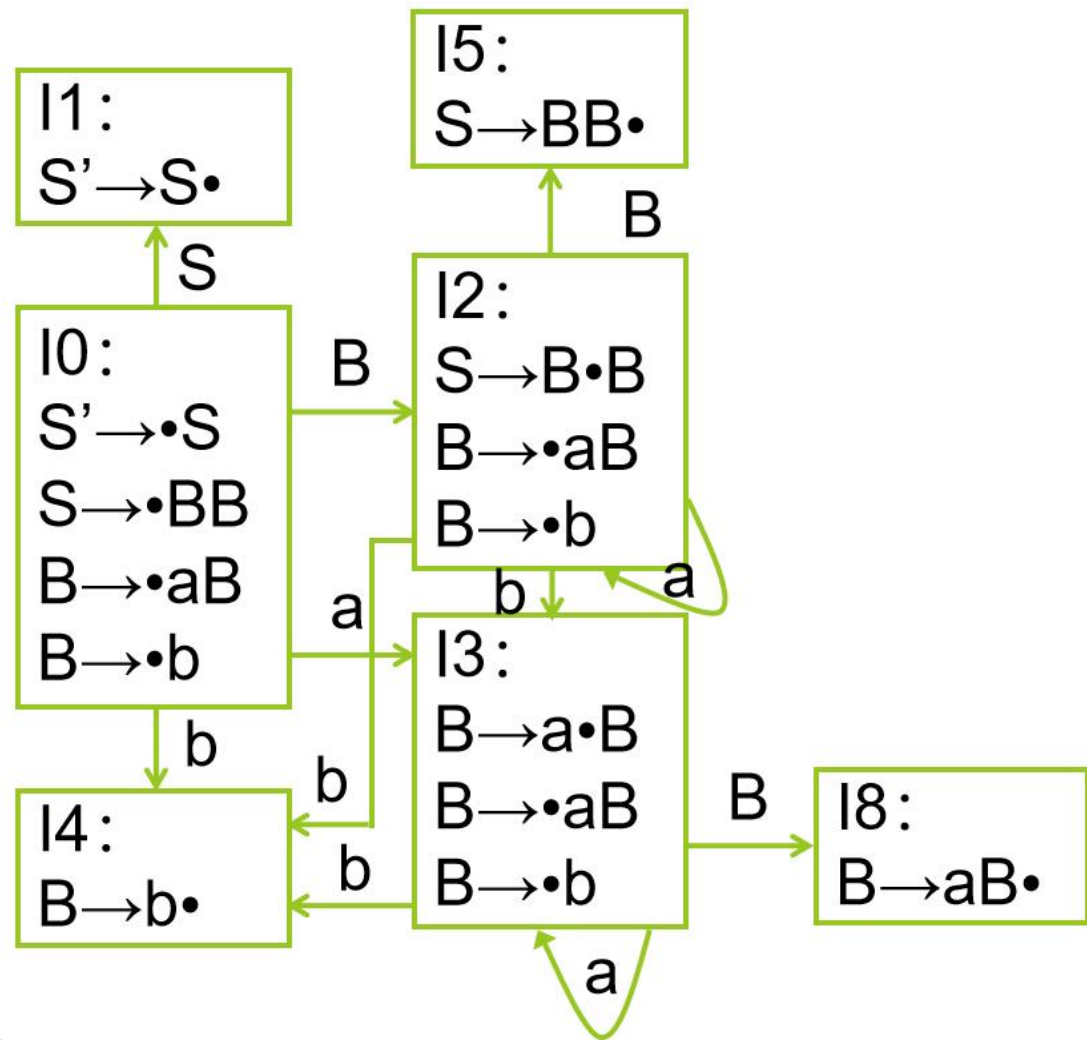 I5:
S→BB•
I1:
S’→S•
B
S
I2:
S→B•B
B→•aB
B→•b
I0:
S’→•S
S→•BB
B→•aB
B→•b
B
a
a
b
I3:
B→a•B
B→•aB
B→•b
b
b
b
I4:
B→b•
B
I8:
B→aB•
a